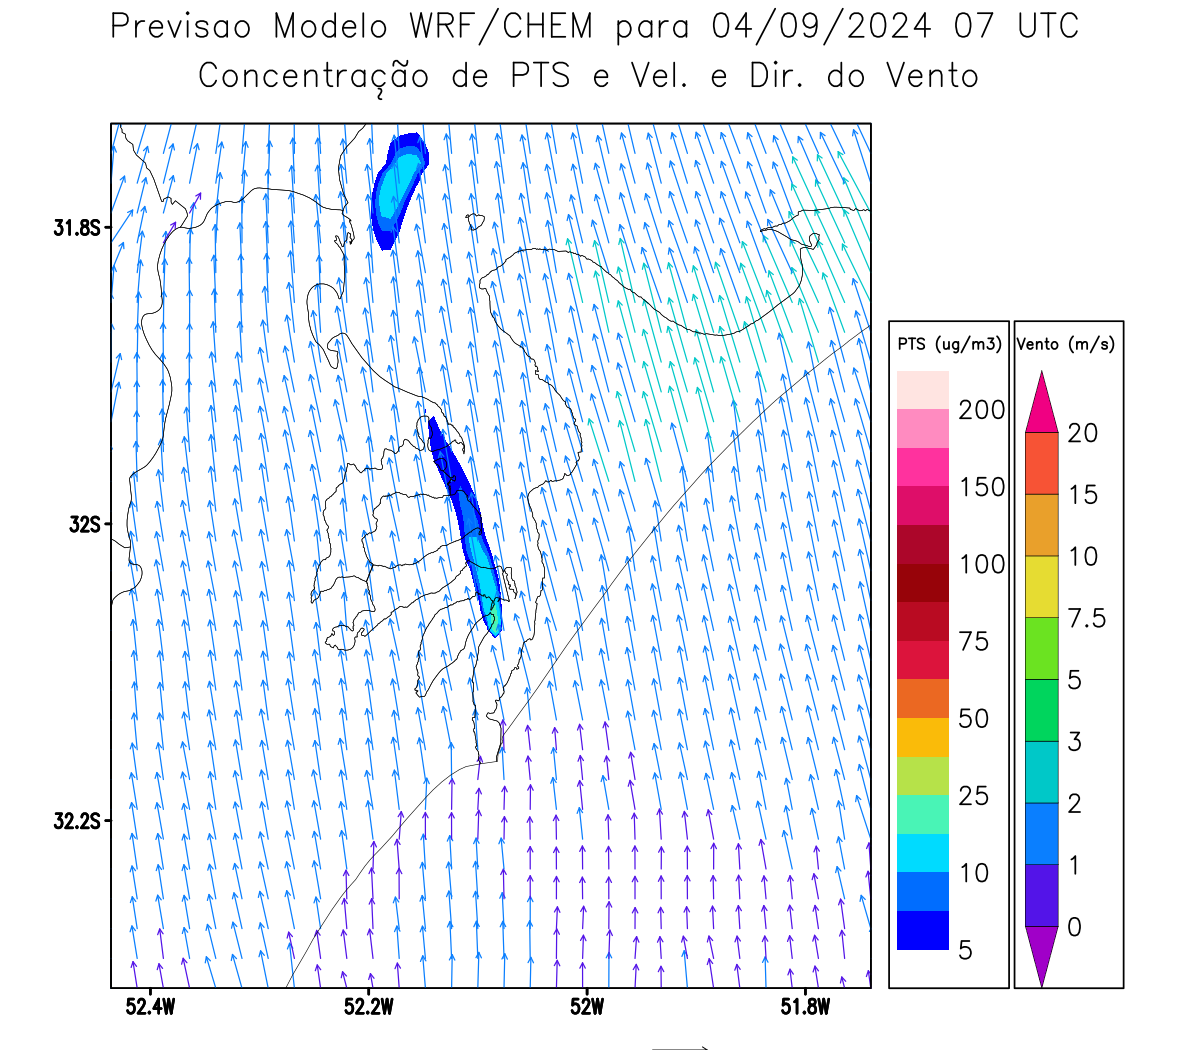 Previsao Modelo WRF/CHEM para 04/09/2024 07 UTC
Concentração de PTS e Vel. e Dir. do Vento
31.8S
32S
32.2S
52.4W
52.2W
52W
51.8W
PTS (ug/m3)
200
150
100
75
50
25
10
5
Vento (m/s)
20
15
10
7.5
5
3
2
1
0